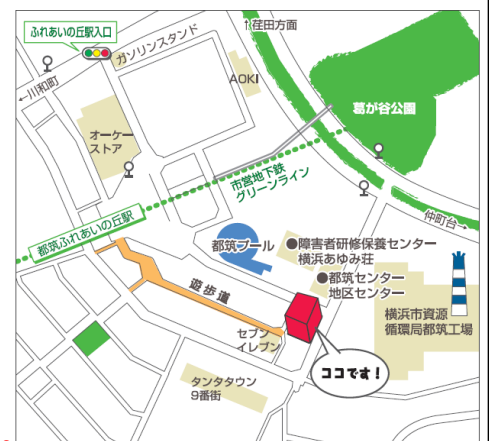 ふれあいの丘駅入口
ガソリンスタンド
↑荏田方面
←川和町
AOKI
葛が谷公園
オーケー
ストア
市営地下鉄
グリーンライン
仲町台→
都筑ふれあいの丘駅
都筑プール
●障害者研修保養センター
横浜あゆみ荘
●都筑センター
地区センター
遊歩道
横浜市資源
循環局都筑工場
セブン
イレブン
ココです!
タンタタウン
9番街